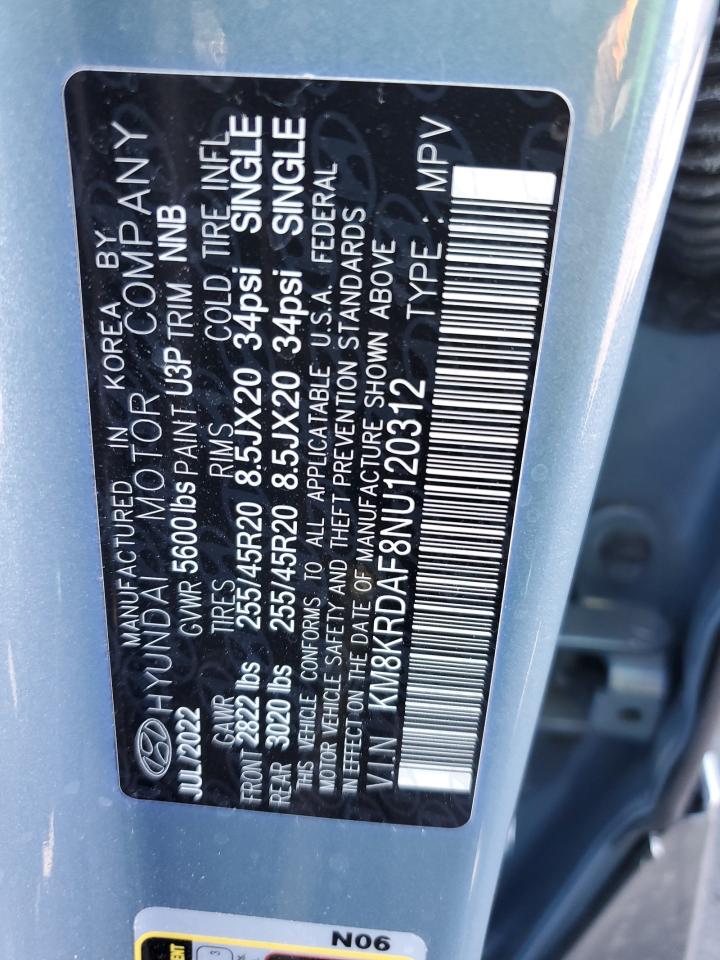 MANUFACTURED IN KOREA BY
HYUNDAI MOTOR COMPANY
JUL/2022 GVWR 5600lbs PAINT U3P TRIM NNB
GAWR TIRES RIMS COLD TIRE INFL
FRONT 2822 lbs 255/45R20 8.5JX20 34psi SINGLE
REAR 3020 lbs 255/45R20 8.5JX20 34psi SINGLE
THIS VEHICLE CONFORMS TO ALL APPLICATABLE U.S.A. FEDERAL
MOTOR VEHICLE SAFETY AND THEFT PREVENTION STANDARDS
IN EFFECT ON THE DATE OF MANUFACTURE SHOWN ABOVE
V.I.N KM8KRDAF8NU120312 TYPE : MPV
N06
3